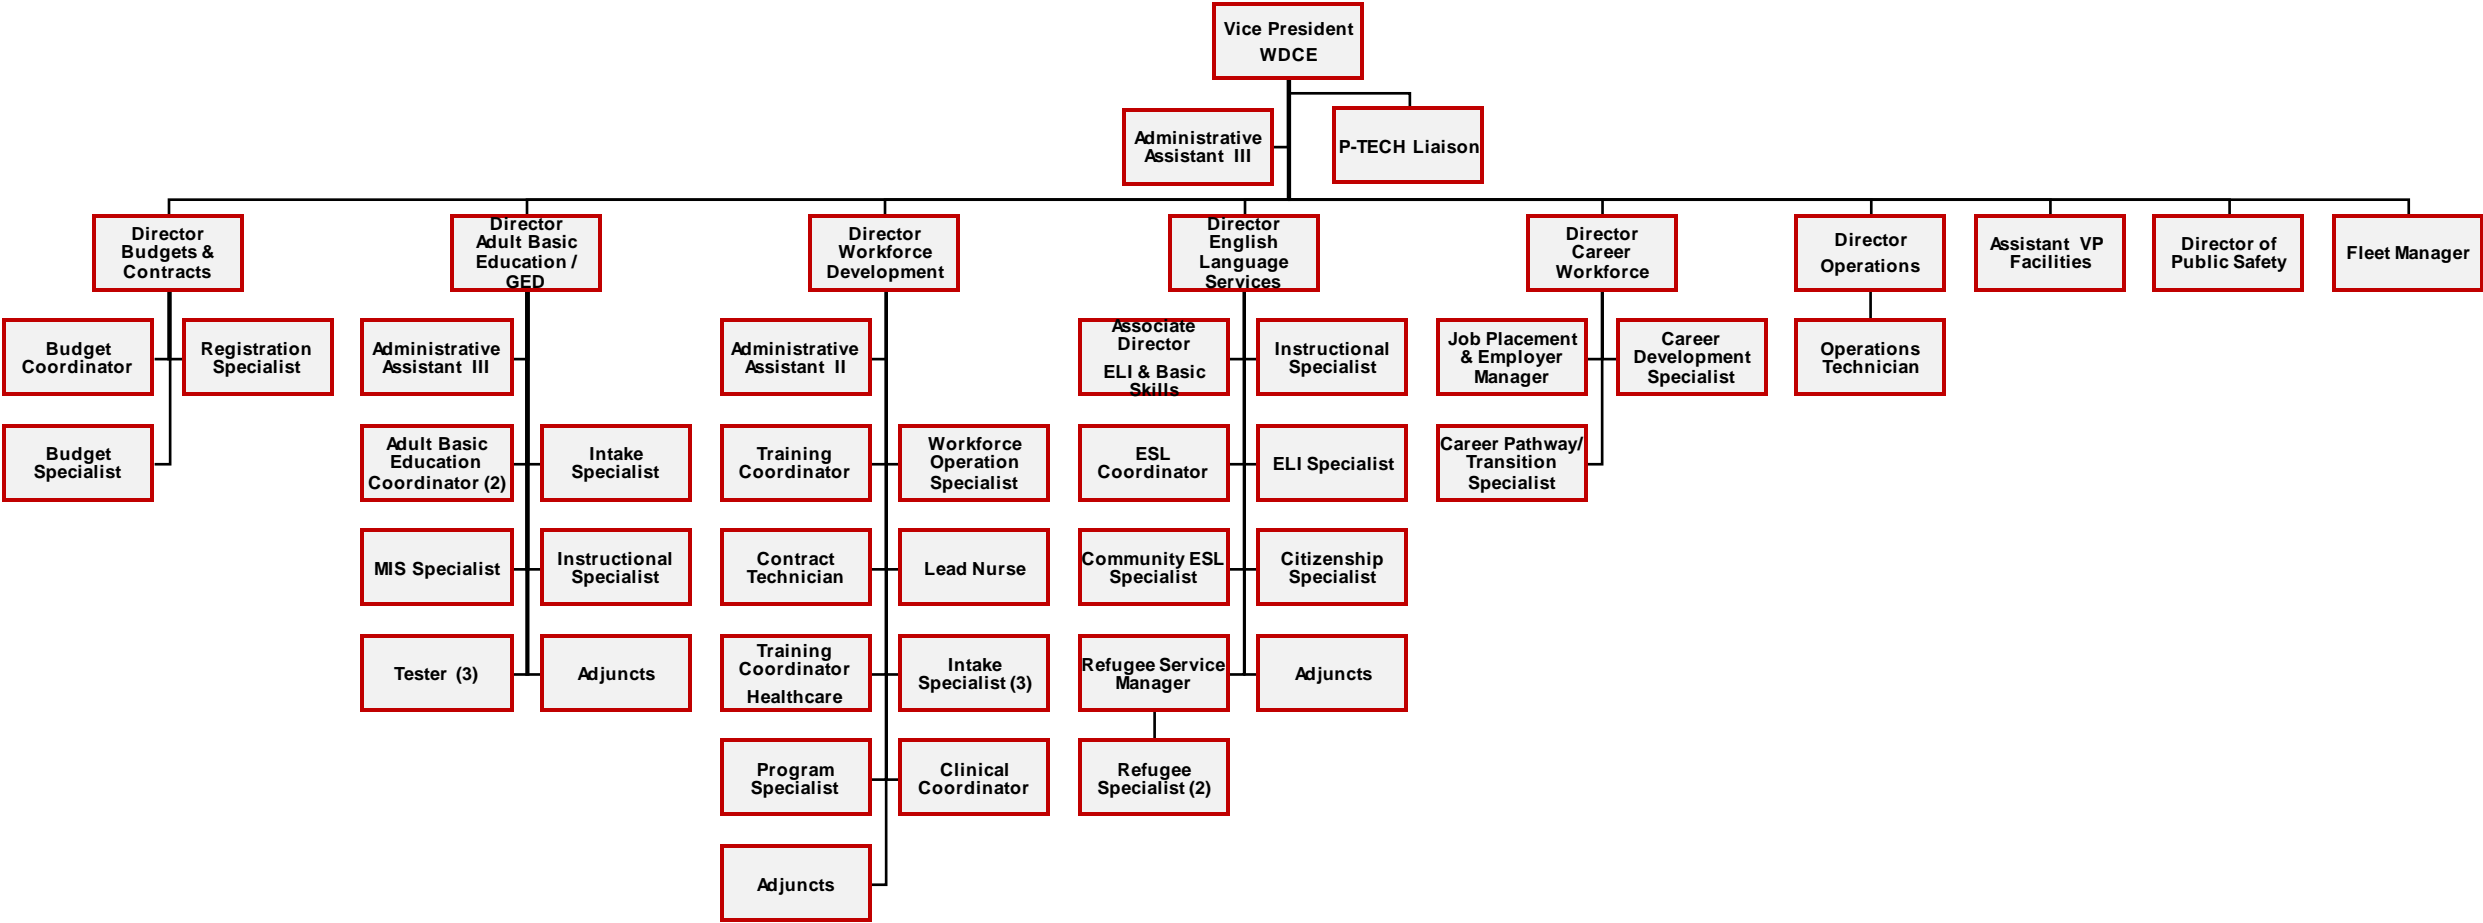 Vice President
WDCE
Administrative
Assistant III
P-TECH Liaison
Director
Budgets &
Contracts
Director
Adult Basic
Education /
GED
Director
Workforce
Development
Director
English
Language
Services
Director
Career
Workforce
Director
Operations
Assistant VP
Facilities
Director of
Public Safety
Fleet Manager
Budget
Coordinator
Registration
Specialist
Administrative
Assistant III
Administrative
Assistant II
Associate
Director
ELI & Basic
Skills
Instructional
Specialist
Job Placement
& Employer
Manager
Career
Development
Specialist
Operations
Technician
Budget
Specialist
Adult Basic
Education
Coordinator (2)
Intake
Specialist
Training
Coordinator
Workforce
Operation
Specialist
ESL
Coordinator
ELI Specialist
Career Pathway/
Transition
Specialist
MIS Specialist
Instructional
Specialist
Contract
Technician
Lead Nurse
Community ESL
Specialist
Citizenship
Specialist
Tester (3)
Adjuncts
Training
Coordinator
Healthcare
Intake
Specialist (3)
Refugee Service
Manager
Adjuncts
Program
Specialist
Clinical
Coordinator
Refugee
Specialist (2)
Adjuncts